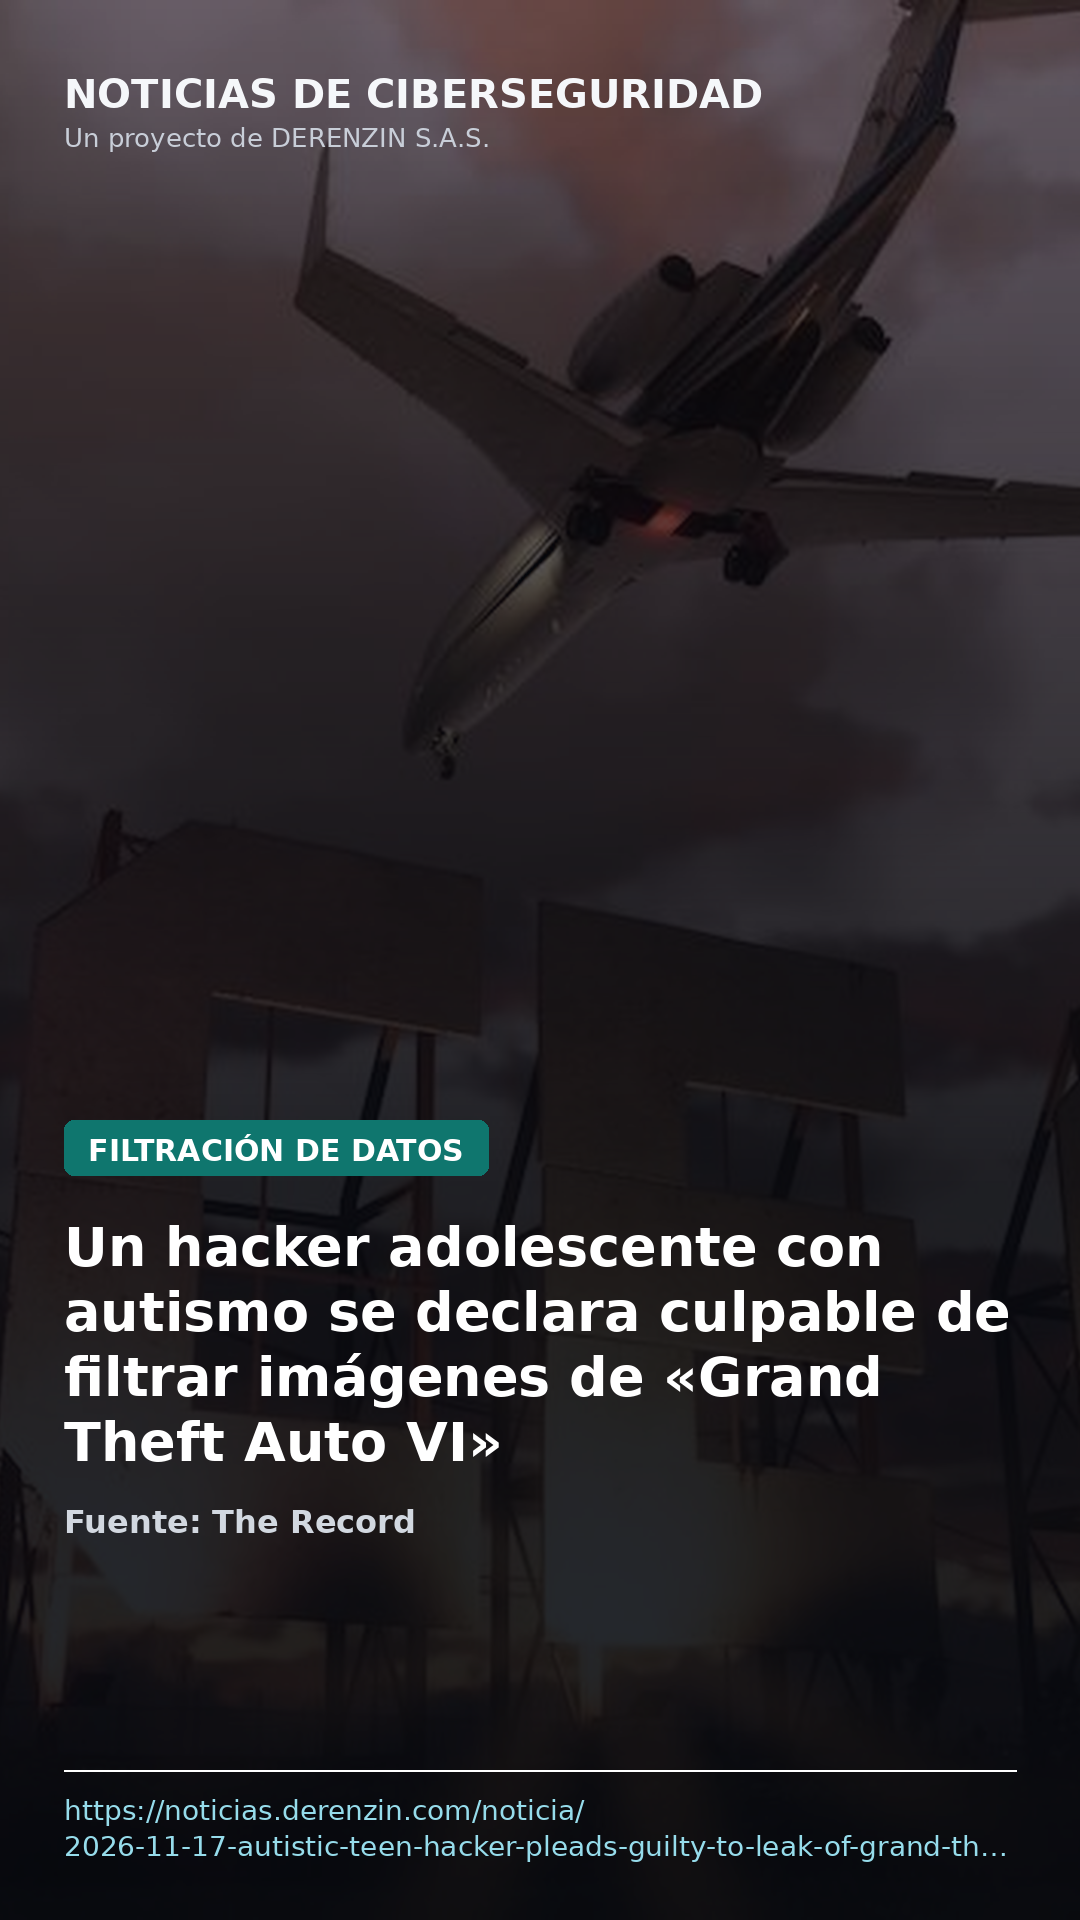 NOTICIAS DE CIBERSEGURIDAD
Un proyecto de DERENZIN S.A.S.
FILTRACIÓN DE DATOS
Un hacker adolescente con
autismo se declara culpable de
filtrar imágenes de «Grand
Theft Auto VI»
Fuente: The Record
https://noticias.derenzin.com/noticia/
2026-11-17-autistic-teen-hacker-pleads-guilty-to-leak-of-grand-th…